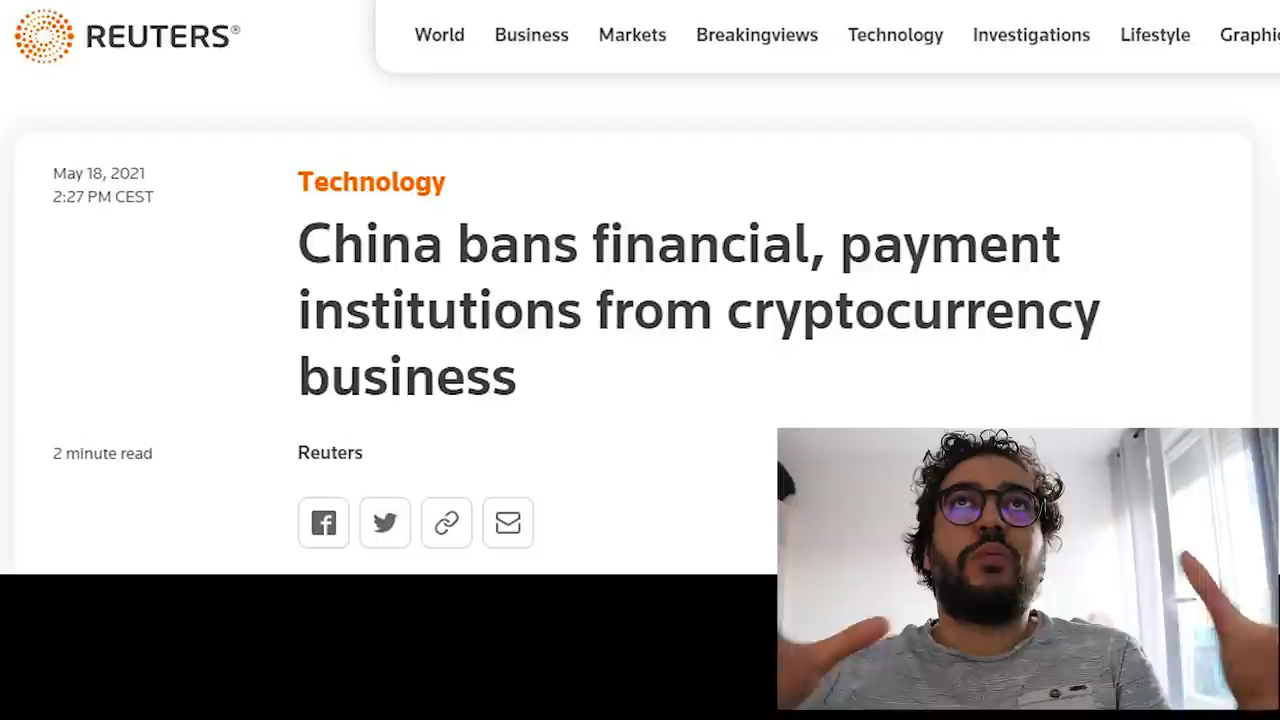 REUTERS®
World Business Markets Breakingviews Technology Investigations Lifestyle Graphic
May 18, 2021
2:27 PM CEST
Technology
China bans financial, payment
institutions from cryptocurrency
business
2 minute read
Reuters